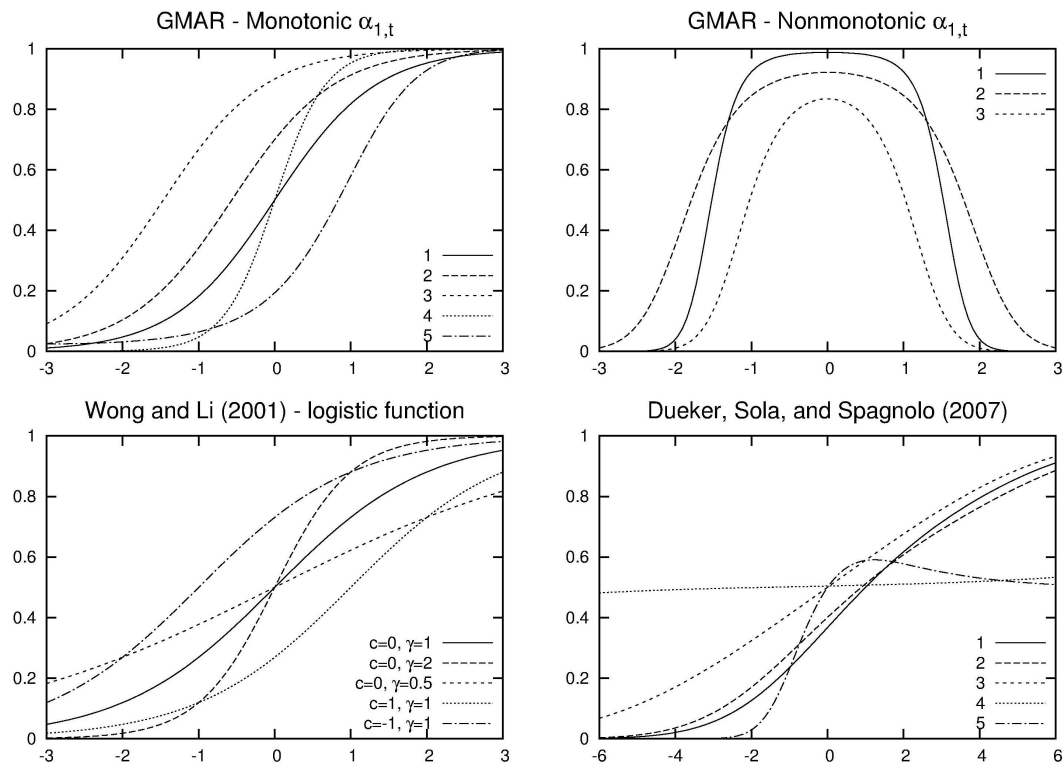 GMAR - Monotonic α1,t
1
0.8
0.6
0.4
0.2
0
-3 -2 -1 0 1 2 3
1
2
3
4
5
GMAR - Nonmonotonic α1,t
1
0.8
0.6
0.4
0.2
0
-3 -2 -1 0 1 2 3
1
2
3
Wong and Li (2001) - logistic function
1
0.8
0.6
0.4
0.2
0
-3 -2 -1 0 1 2 3
c=0, γ=1
c=0, γ=2
c=0, γ=0.5
c=1, γ=1
c=-1, γ=1
Dueker, Sola, and Spagnolo (2007)
1
0.8
0.6
0.4
0.2
0
-6 -4 -2 0 2 4 6
1
2
3
4
5